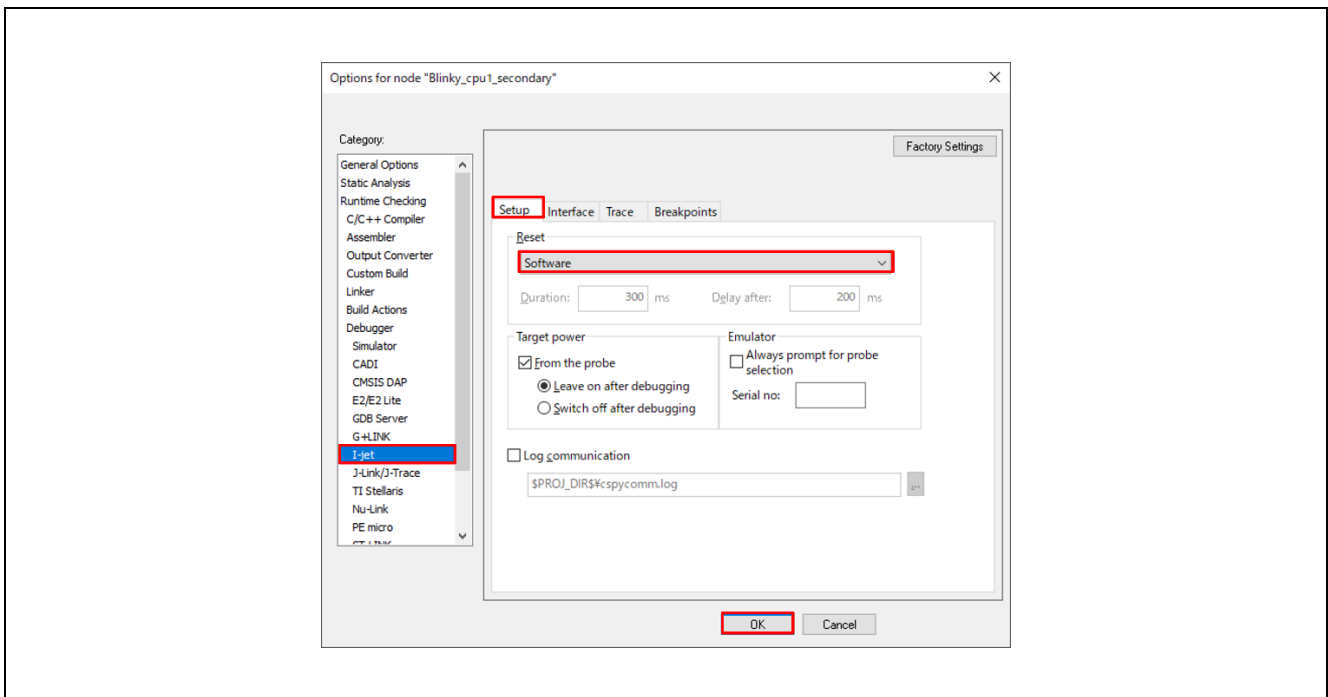 Options for node "Blinky_cpu1_secondary"
Category:
General Options
Static Analysis
Runtime Checking
C/C++ Compiler
Assembler
Output Converter
Custom Build
Linker
Build Actions
Debugger
Simulator
CADI
CMSIS DAP
E2/E2 Lite
GDB Server
G+LINK
I-jet
J-Link/J-Trace
TI Stellaris
Nu-Link
PE micro
ST-LINK
Factory Settings
Setup Interface Trace Breakpoints
Reset
Software
Duration: 300 ms Delay after: 200 ms
Target power
From the probe
Leave on after debugging
Switch off after debugging
Emulator
Always prompt for probe
selection
Serial no:
Log communication
$PROJ_DIR$¥cspycomm.log
...
OK Cancel